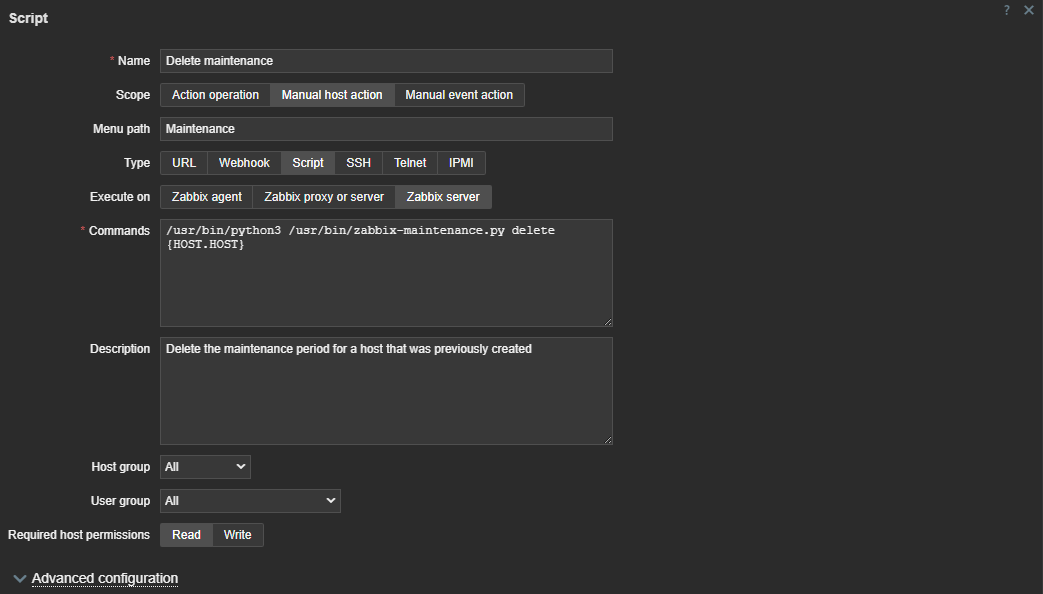 Script
?
* Name Delete maintenance
Scope Action operation Manual host action Manual event action
Menu path Maintenance
Type URL Webhook Script SSH Telnet IPMI
Execute on Zabbix agent Zabbix proxy or server Zabbix server
* Commands /usr/bin/python3 /usr/bin/zabbix-maintenance.py delete
{HOST.HOST}
Description Delete the maintenance period for a host that was previously created
Host group All
User group All
Required host permissions Read Write
Advanced configuration